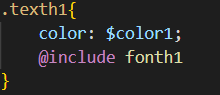 .texth1{
    color: $color1;
    @include fonth1
}